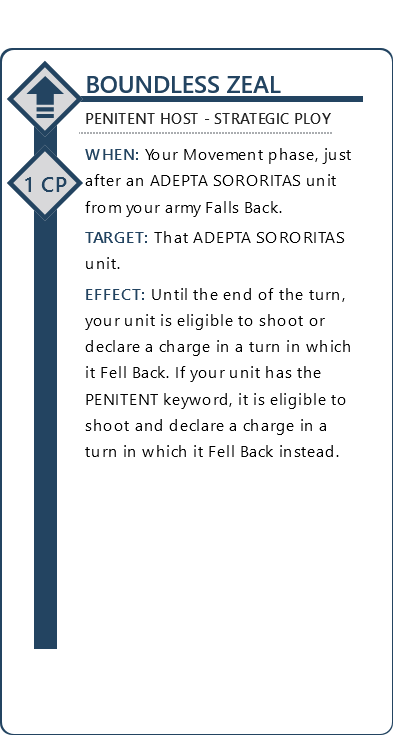 BOUNDLESS ZEAL
PENITENT HOST - STRATEGIC PLOY
1 CP
WHEN: Your Movement phase, just
after an ADEPTA SORORITAS unit
from your army Falls Back.
TARGET: That ADEPTA SORORITAS
unit.
EFFECT: Until the end of the turn,
your unit is eligible to shoot or
declare a charge in a turn in which
it Fell Back. If your unit has the
PENITENT keyword, it is eligible to
shoot and declare a charge in a
turn in which it Fell Back instead.